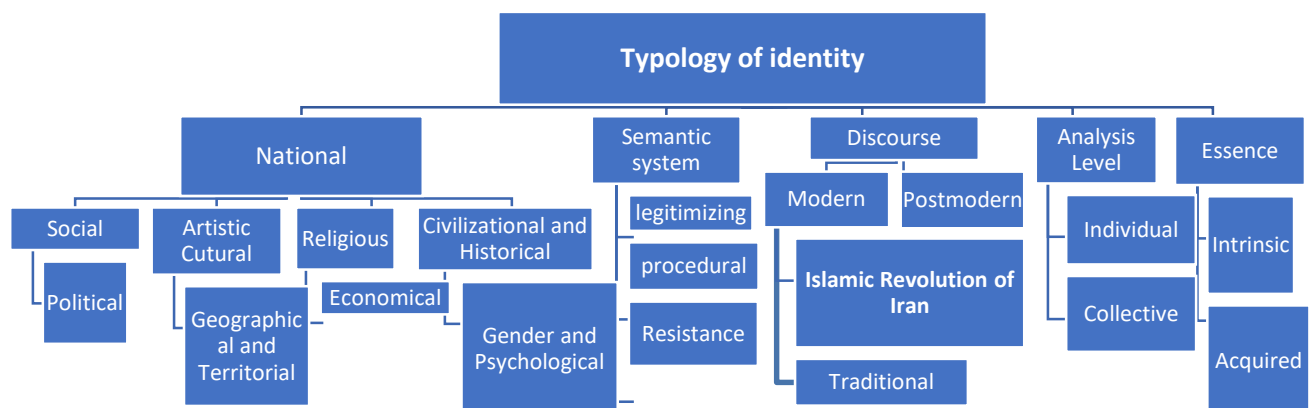 Typology of identity
National
Semantic
system
Discourse
Analysis
Level
Essence
Social
Artistic
Cutural
Religious
Civilizational and
Historical
legitimizing
Modern
Postmodern
Individual
Intrinsic
Political
Geographic
al and
Territorial
Economical
Gender and
Psychological
procedural
Resistance
Islamic Revolution of
Iran
Traditional
Collective
Acquired